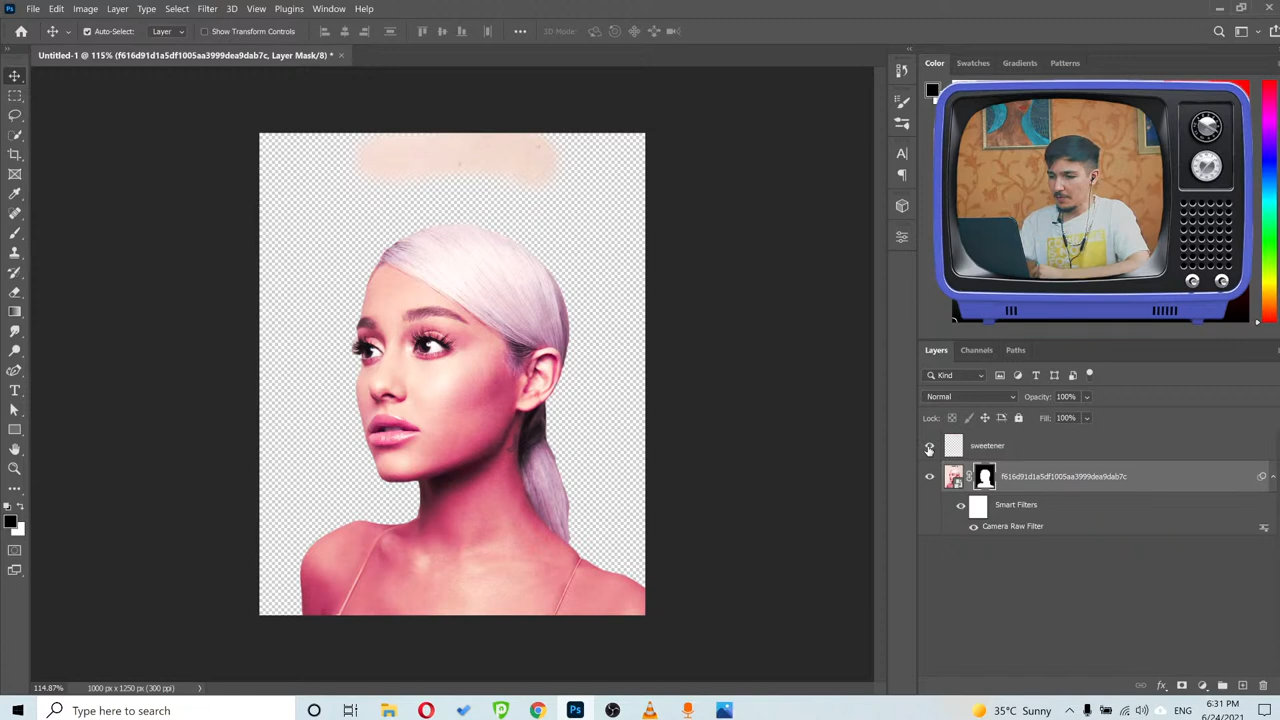 Ps File Edit Image Layer Type Select Filter 3D View Plugins Window Help
Auto-Select: Layer Show Transform Controls 3D Mode:
Untitled-1 @ 115% (f616d91d1a5df1005aa3999dea9dab7c, Layer Mask/8) *
Color Swatches Gradients Patterns
Layers Channels Paths
Kind
Normal Opacity: 100%
Lock: Fill: 100%
sweetener
f616d91d1a5df1005aa3999dea9dab7c
Smart Filters
Camera Raw Filter
114.87% 1000 px x 1250 px (300 ppi)
Type here to search Ps 35°C Sunny ENG
6:31 PM